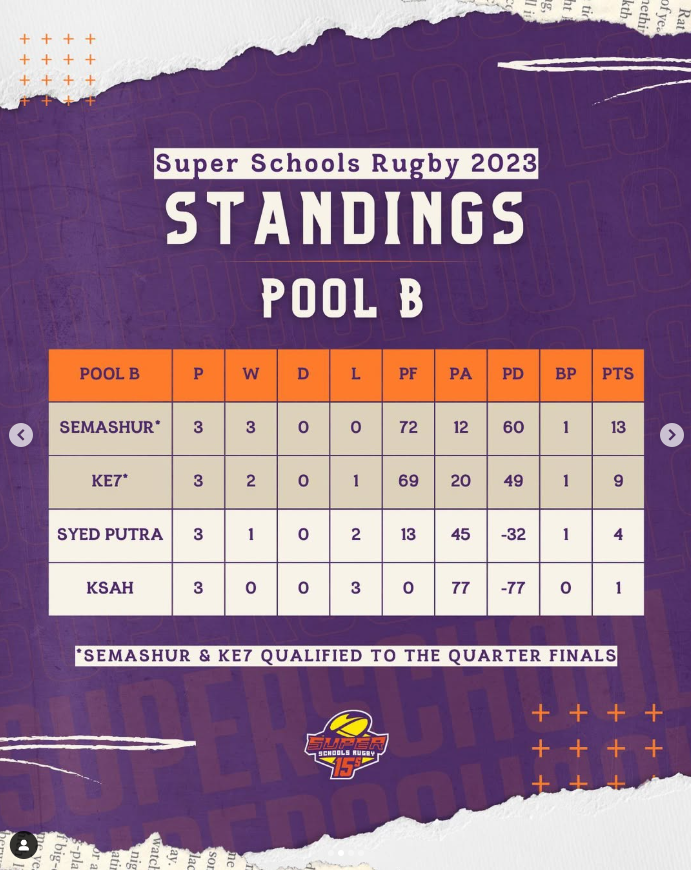 Super Schools Rugby 2023
STANDINGS
POOL B
POOL B P W D L PF PA PD BP PTS
SEMASHUR* 3 3 0 0 72 12 60 1 13
KE7* 3 2 0 1 69 20 49 1 9
SYED PUTRA 3 1 0 2 13 45 -32 1 4
KSAH 3 0 0 3 0 77 -77 0 1
*SEMASHUR & KE7 QUALIFIED TO THE QUARTER FINALS
SUPER
SCHOOLS RUGBY
15s